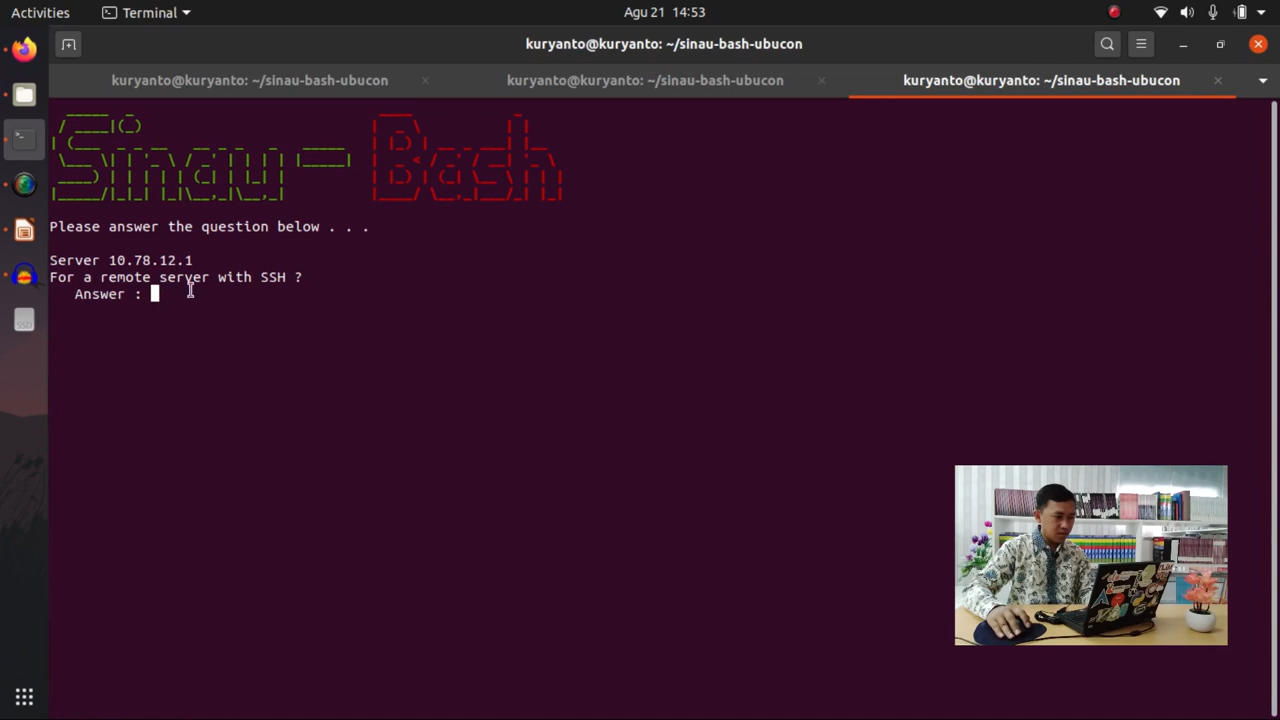 Activities
Terminal
Agu 21 14:53
kuryanto@kuryanto: ~/sinau-bash-ubucon
kuryanto@kuryanto: ~/sinau-bash-ubucon
kuryanto@kuryanto: ~/sinau-bash-ubucon
kuryanto@kuryanto: ~/sinau-bash-ubucon
Sinau - Bash
Please answer the question below . . .
Server 10.78.12.1
For a remote server with SSH ?
Answer :